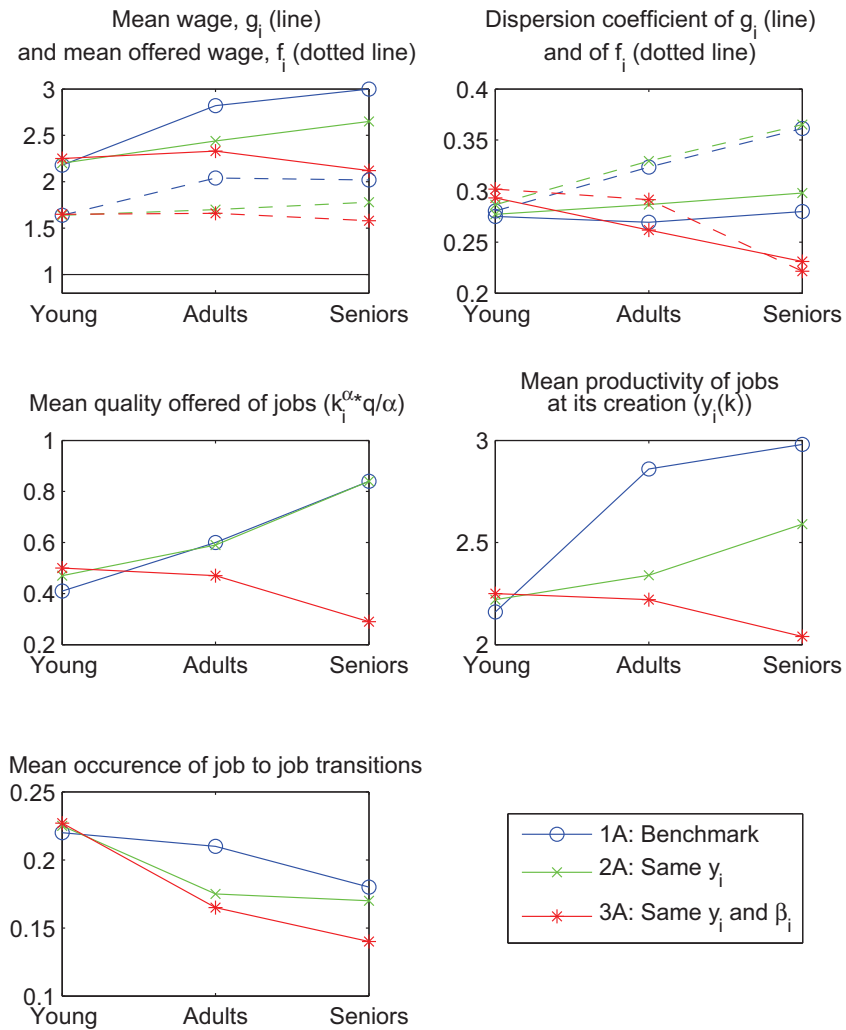 Mean wage, g_i (line)
and mean offered wage, f_i (dotted line)
3
2.5
2
1.5
1
Young Adults Seniors
Dispersion coefficient of g_i (line)
and of f_i (dotted line)
0.4
0.35
0.3
0.25
0.2
Young Adults Seniors
Mean quality offered of jobs (k_i^α*q/α)
1
0.8
0.6
0.4
0.2
Young Adults Seniors
Mean productivity of jobs
at its creation (y_i(k))
3
2.5
2
Young Adults Seniors
Mean occurence of job to job transitions
0.25
0.2
0.15
0.1
Young Adults Seniors
1A: Benchmark
2A: Same y_i
3A: Same y_i and β_i